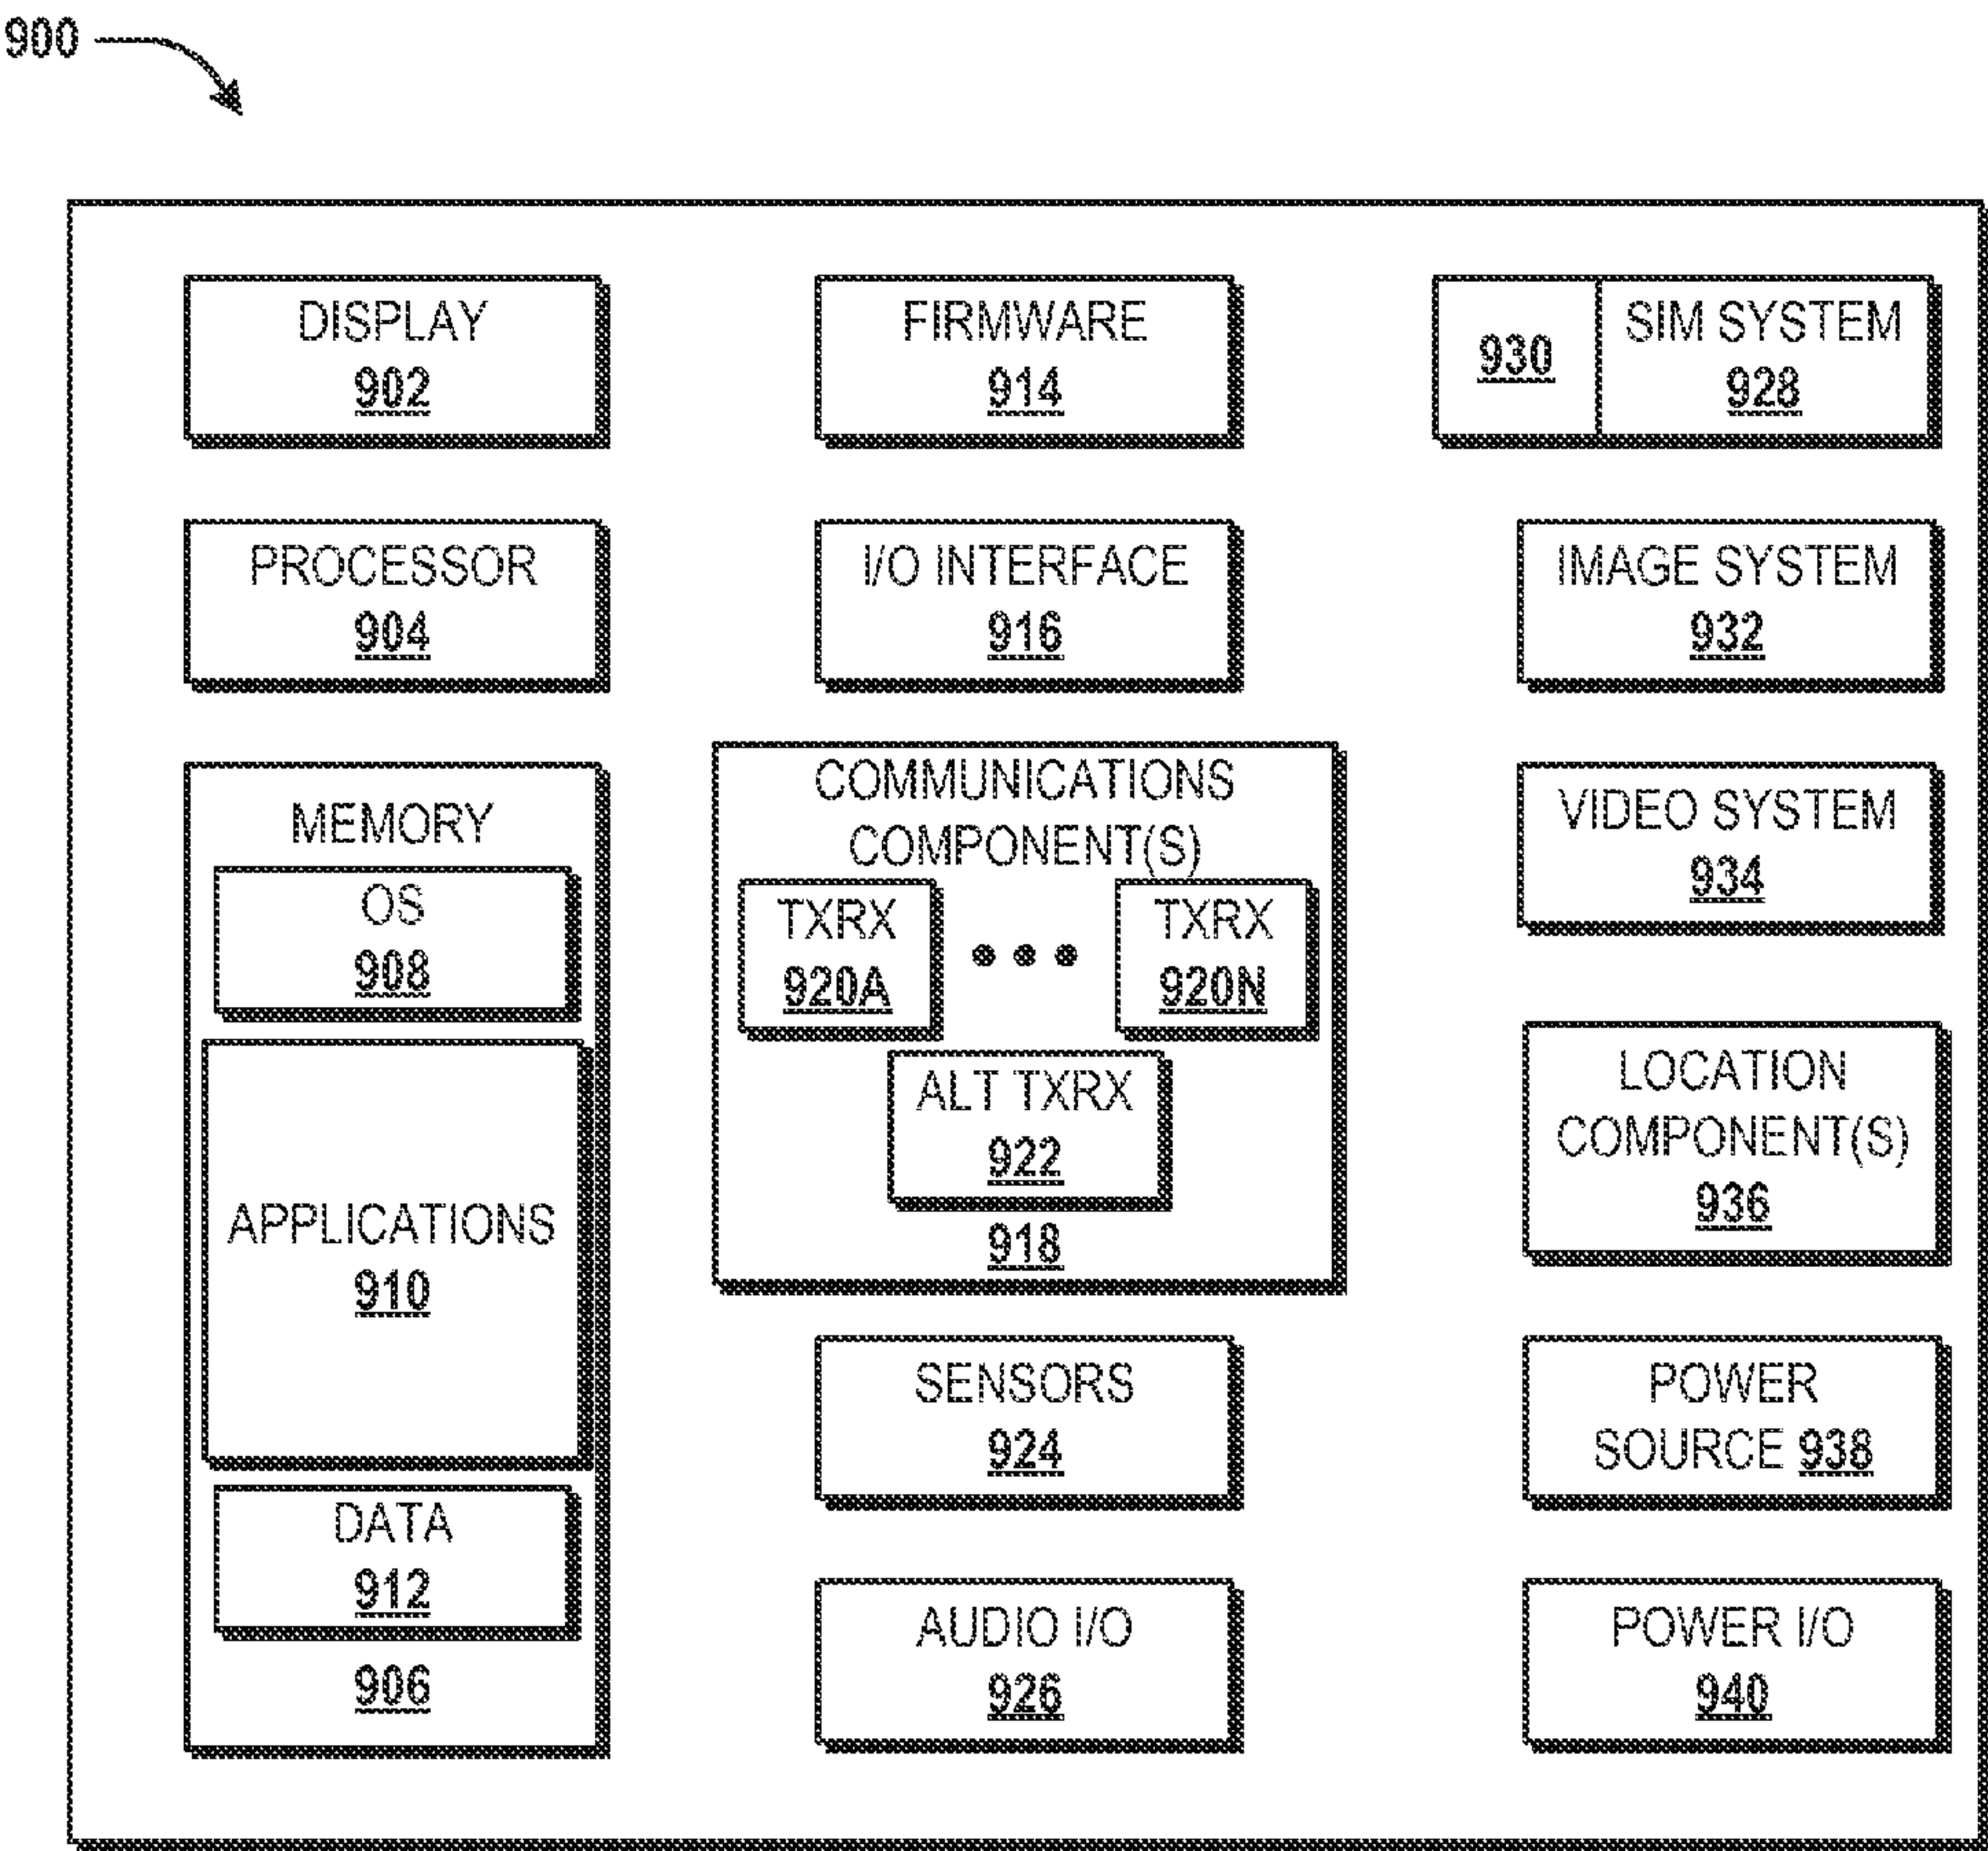 900
DISPLAY
902
PROCESSOR
904
MEMORY
OS
908
APPLICATIONS
910
DATA
912
906
FIRMWARE
914
I/O INTERFACE
916
COMMUNICATIONS
COMPONENT(S)
TXRX
920A
TXRX
920N
ALT TXRX
922
918
SENSORS
924
AUDIO I/O
926
930
SIM SYSTEM
928
IMAGE SYSTEM
932
VIDEO SYSTEM
934
LOCATION
COMPONENT(S)
936
POWER
SOURCE 938
POWER I/O
940